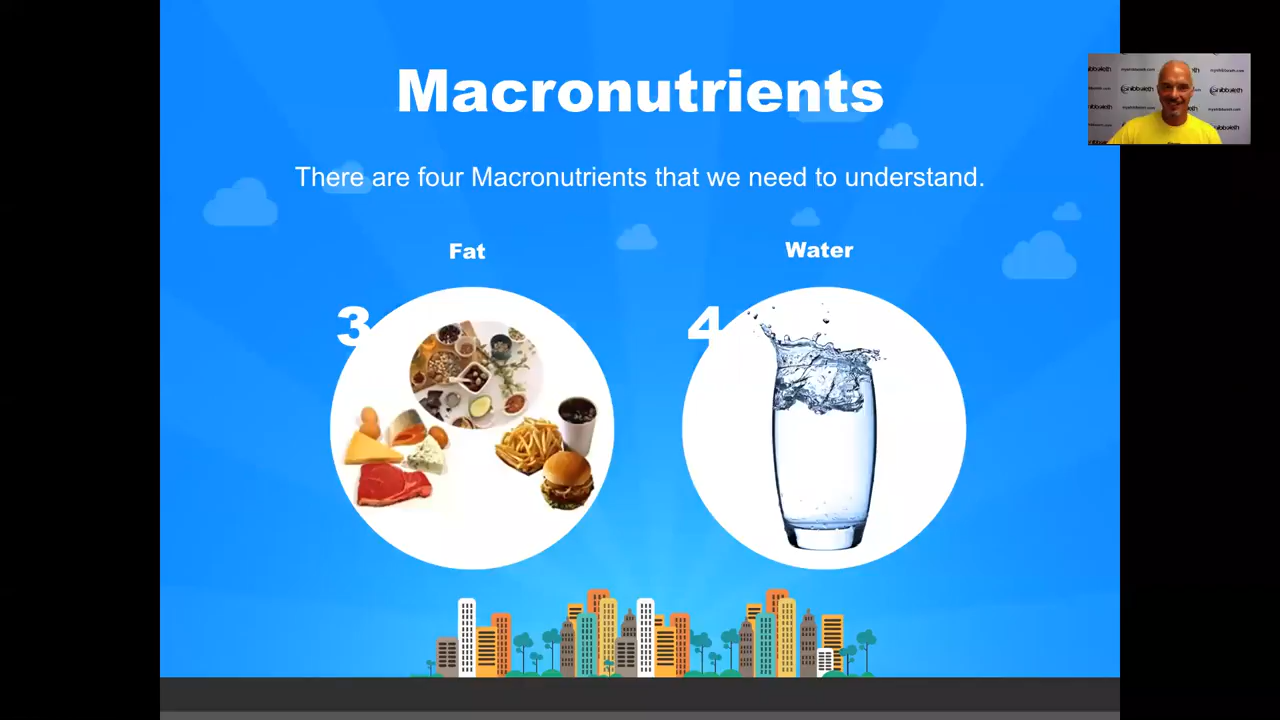 Macronutrients
There are four Macronutrients that we need to understand.
Fat
Water
3
4